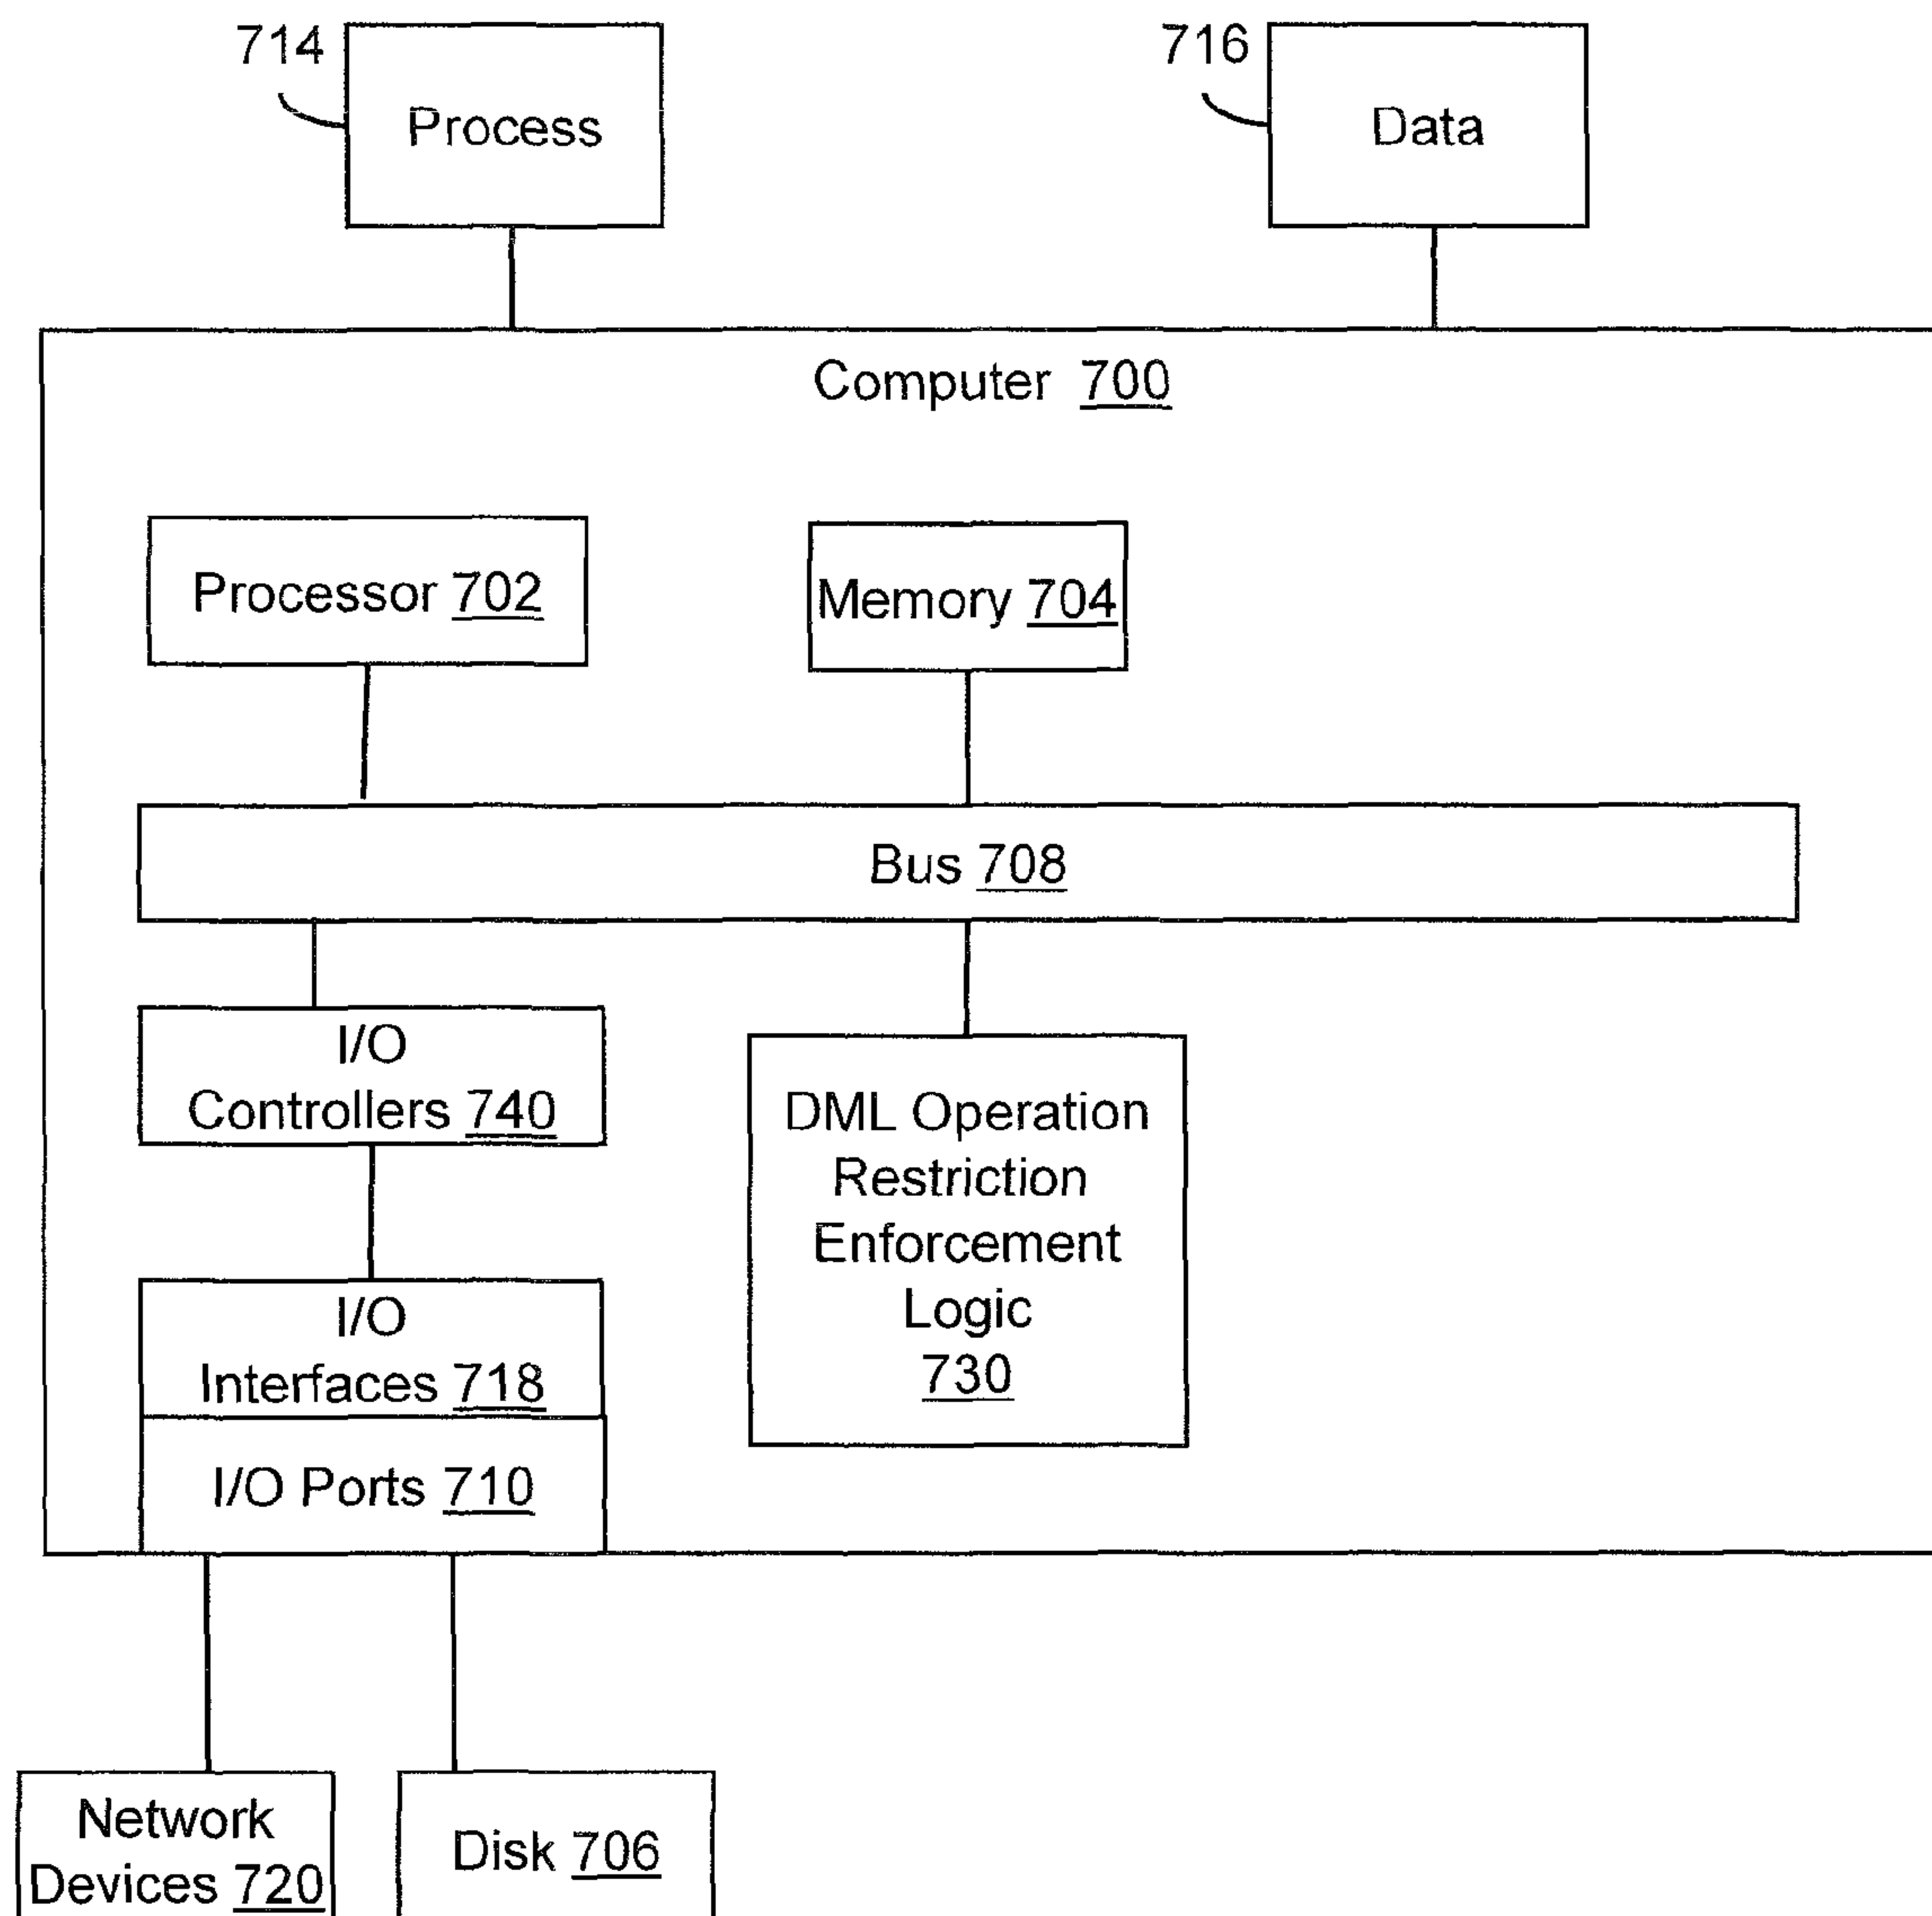 714
Process
716
Data
Computer 700
Processor 702
Memory 704
Bus 708
I/O
Controllers 740
DML Operation
Restriction
Enforcement
Logic
730
I/O
Interfaces 718
I/O Ports 710
Network
Devices 720
Disk 706